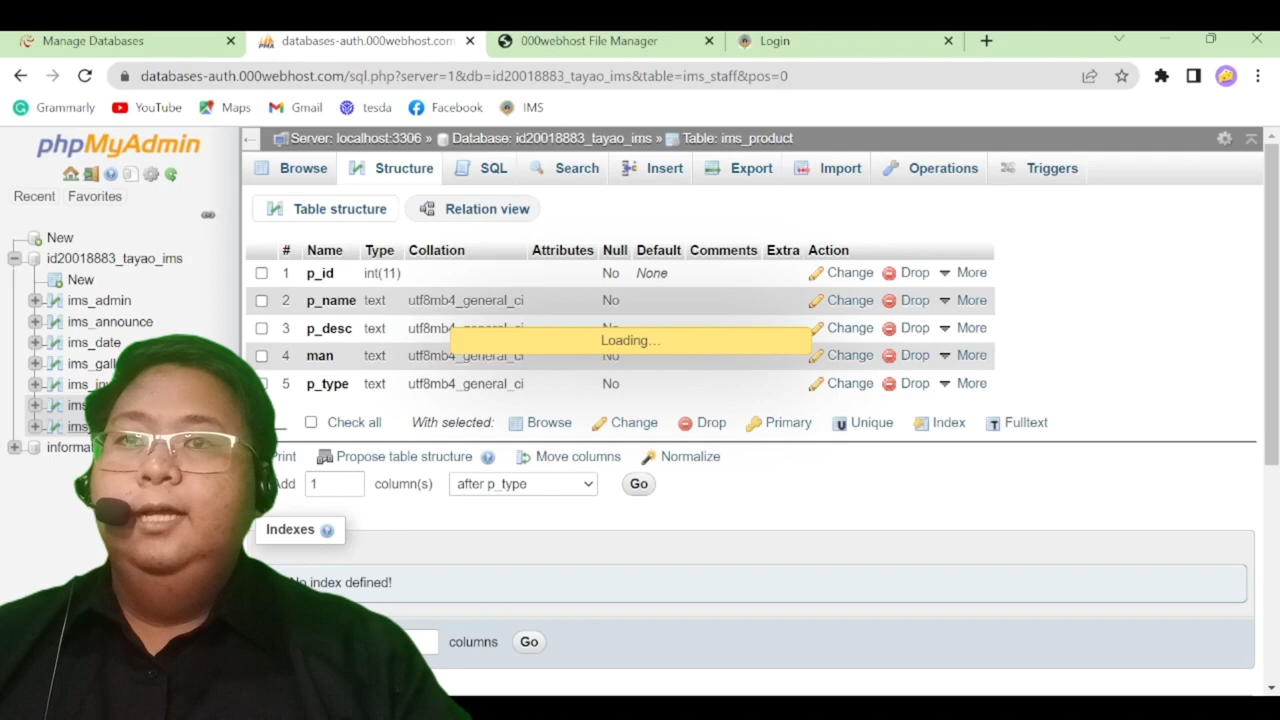 Manage Databases
databases-auth.000webhost.com
000webhost File Manager
Login
databases-auth.000webhost.com/sql.php?server=1&db=id20018883_tayao_ims&table=ims_staff&pos=0
Grammarly YouTube Maps Gmail tesda Facebook IMS
phpMyAdmin
Recent Favorites
New
id20018883_tayao_ims
New
ims_admin
ims_announce
ims_date
Server: localhost:3306 » Database: id20018883_tayao_ims » Table: ims_product
Browse Structure SQL Search Insert Export Import Operations Triggers
Table structure Relation view
# Name Type Collation Attributes Null Default Comments Extra Action
1 p_id int(11) No None Change Drop More
2 p_name text utf8mb4_general_ci No Change Drop More
3 p_desc text utf8mb4_general_ci No Change Drop More
Loading...
4 man text utf8mb4_general_ci No Change Drop More
5 p_type text utf8mb4_general_ci No Change Drop More
Check all With selected: Browse Change Drop Primary Unique Index Fulltext
Propose table structure Move columns Normalize
1 column(s) after p_type Go
Indexes
index defined!
columns Go